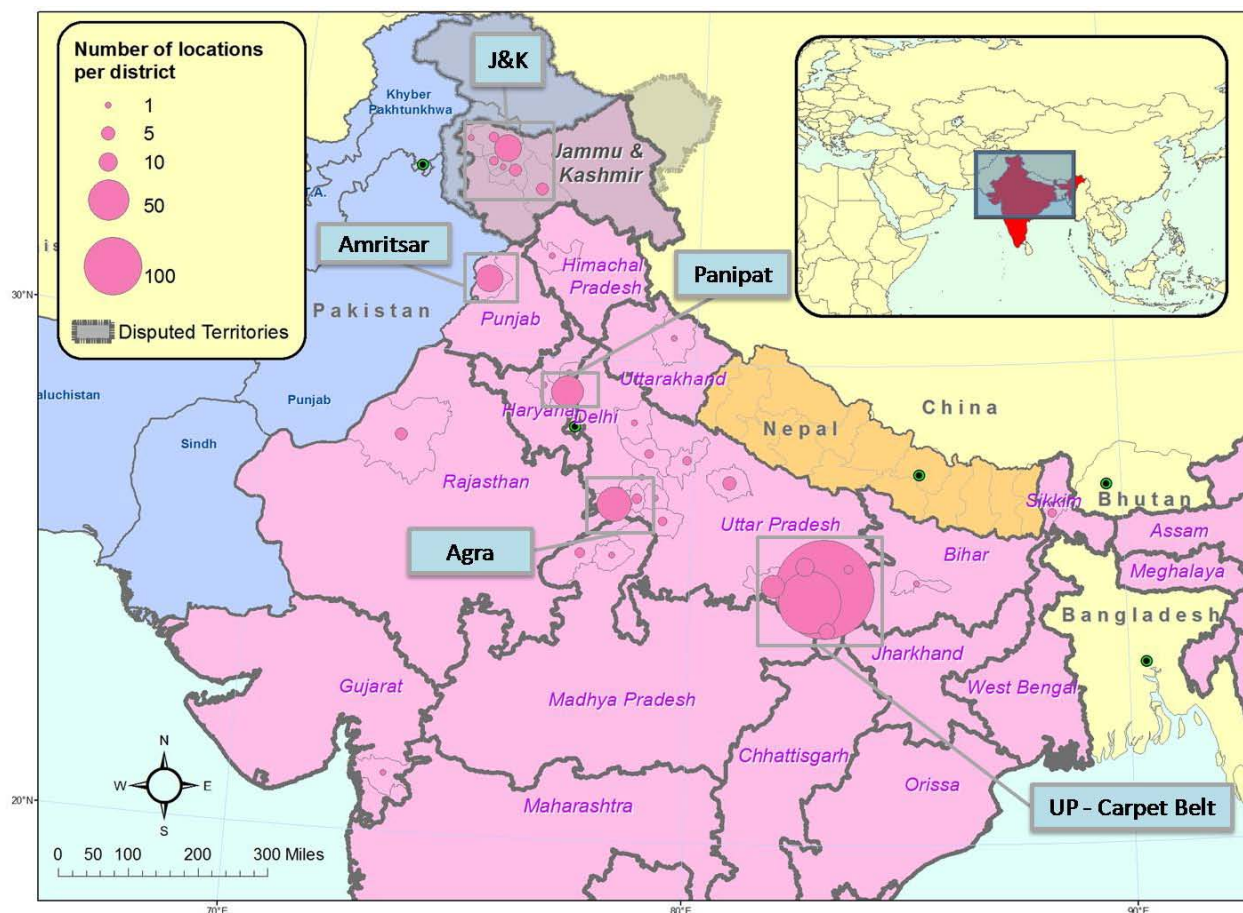 Number of locations
per district
1
5
10
50
100
Disputed Territories
J&K
Khyber
Pakhtunkhwa
Jammu &
Kashmir
Amritsar
Himachal
Pradesh
Panipat
30°N
Pakistan
Punjab
Uttarakhand
Punjab
Haryana
Delhi
China
Nepal
Sindh
Rajasthan
Sikkim
Bhutan
Uttar Pradesh
Assam
Agra
Bihar
Meghalaya
Bangladesh
Jharkhand
Gujarat
Madhya Pradesh
West Bengal
Chhattisgarh
Orissa
N
W
E
S
20°N
Maharashtra
UP - Carpet Belt
0 50 100 200 300 Miles
70°E
80°E
90°E